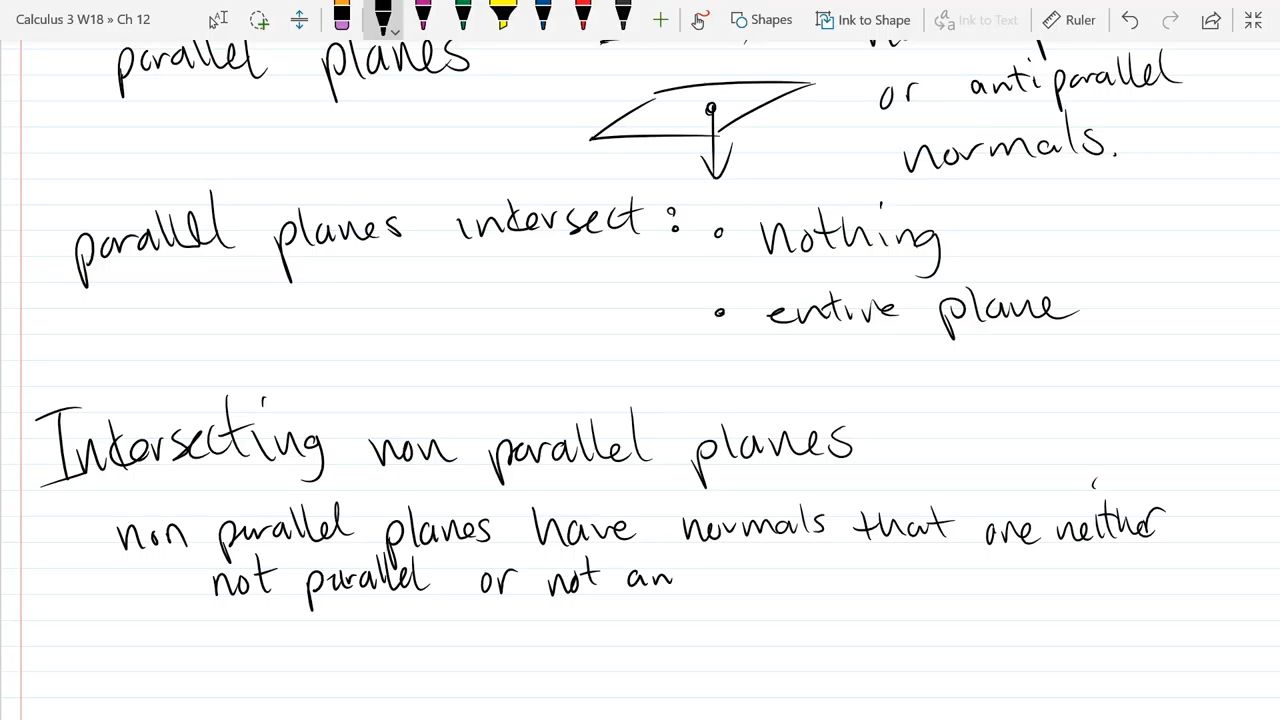 Calculus 3 W18 » Ch 12
Shapes
Ink to Shape
Ink to Text
Ruler
parallel planes
or antiparallel
normals.
parallel planes intersect: • nothing
• entire plane
Intersecting non parallel planes
non parallel planes have normals that are neither
not parallel or not an